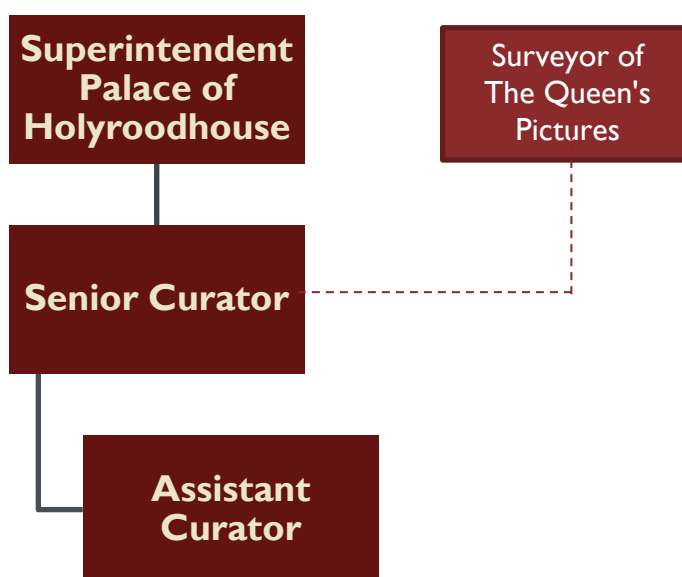 Superintendent
Palace of
Holyroodhouse
Surveyor of
The Queen's
Pictures
Senior Curator
Assistant
Curator